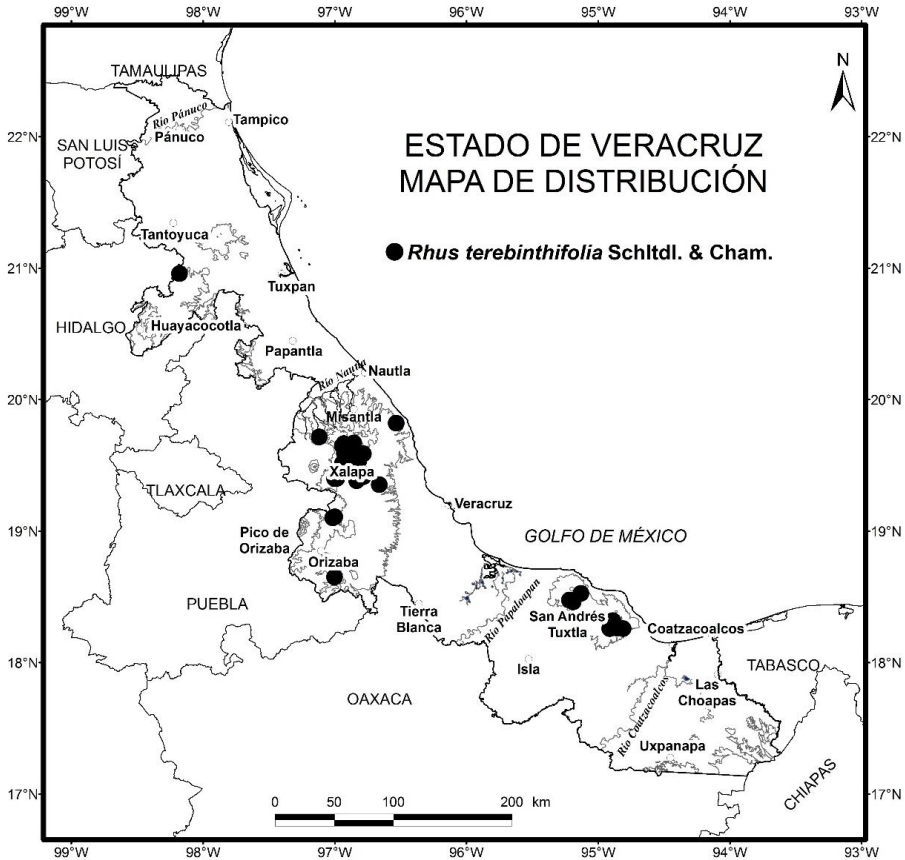 99°W 98°W 97°W 96°W 95°W 94°W 93°W
N
TAMAULIPAS
Río Pánuco
Tampico
22°N
22°N
Pánuco
SAN LUIS
POTOSÍ
ESTADO DE VERACRUZ
MAPA DE DISTRIBUCIÓN
Tantoyuca
Rhus terebinthifolia Schltdl. & Cham.
21°N
21°N
Tuxpan
HIDALGO
Huayacocotla
Papantla
Río Nautla
Nautla
20°N
20°N
Misantla
Xalapa
TLAXCALA
Veracruz
19°N
19°N
Pico de
Orizaba
GOLFO DE MÉXICO
Orizaba
PUEBLA
Tierra
Blanca
Río Papaloapan
San Andrés
Tuxtla
Coatzacoalcos
18°N
18°N
Isla
TABASCO
OAXACA
Las
Choapas
Río Coatzacoalcos
Uxpanapa
17°N
17°N
CHIAPAS
0 50 100 200 km
99°W 98°W 97°W 96°W 95°W 94°W 93°W